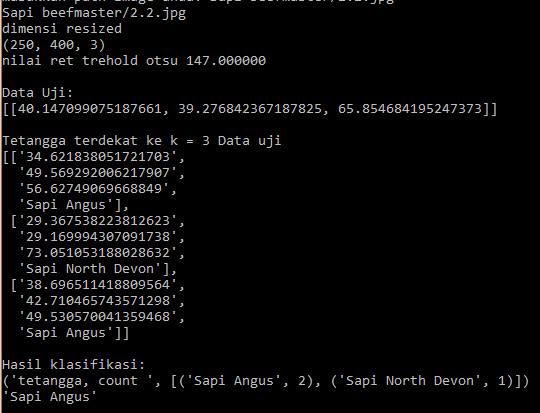 Sapi beefmaster/2.2.jpg
dimensi resized
(250, 400, 3)
nilai ret trehold otsu 147.000000
Data Uji:
[[40.147099075187661, 39.276842367187825, 65.854684195247373]]
Tetangga terdekat ke k = 3 Data uji
[['34.621838051721703',
'49.569292006217907',
'56.62749069668849',
'Sapi Angus'],
['29.367538223812623',
'29.169994307091738',
'73.051053188028632',
'Sapi North Devon'],
['38.696511418809564',
'42.710465743571298',
'49.530570041359468',
'Sapi Angus']]
Hasil klasifikasi:
('tetangga, count ', [('Sapi Angus', 2), ('Sapi North Devon', 1)])
'Sapi Angus'